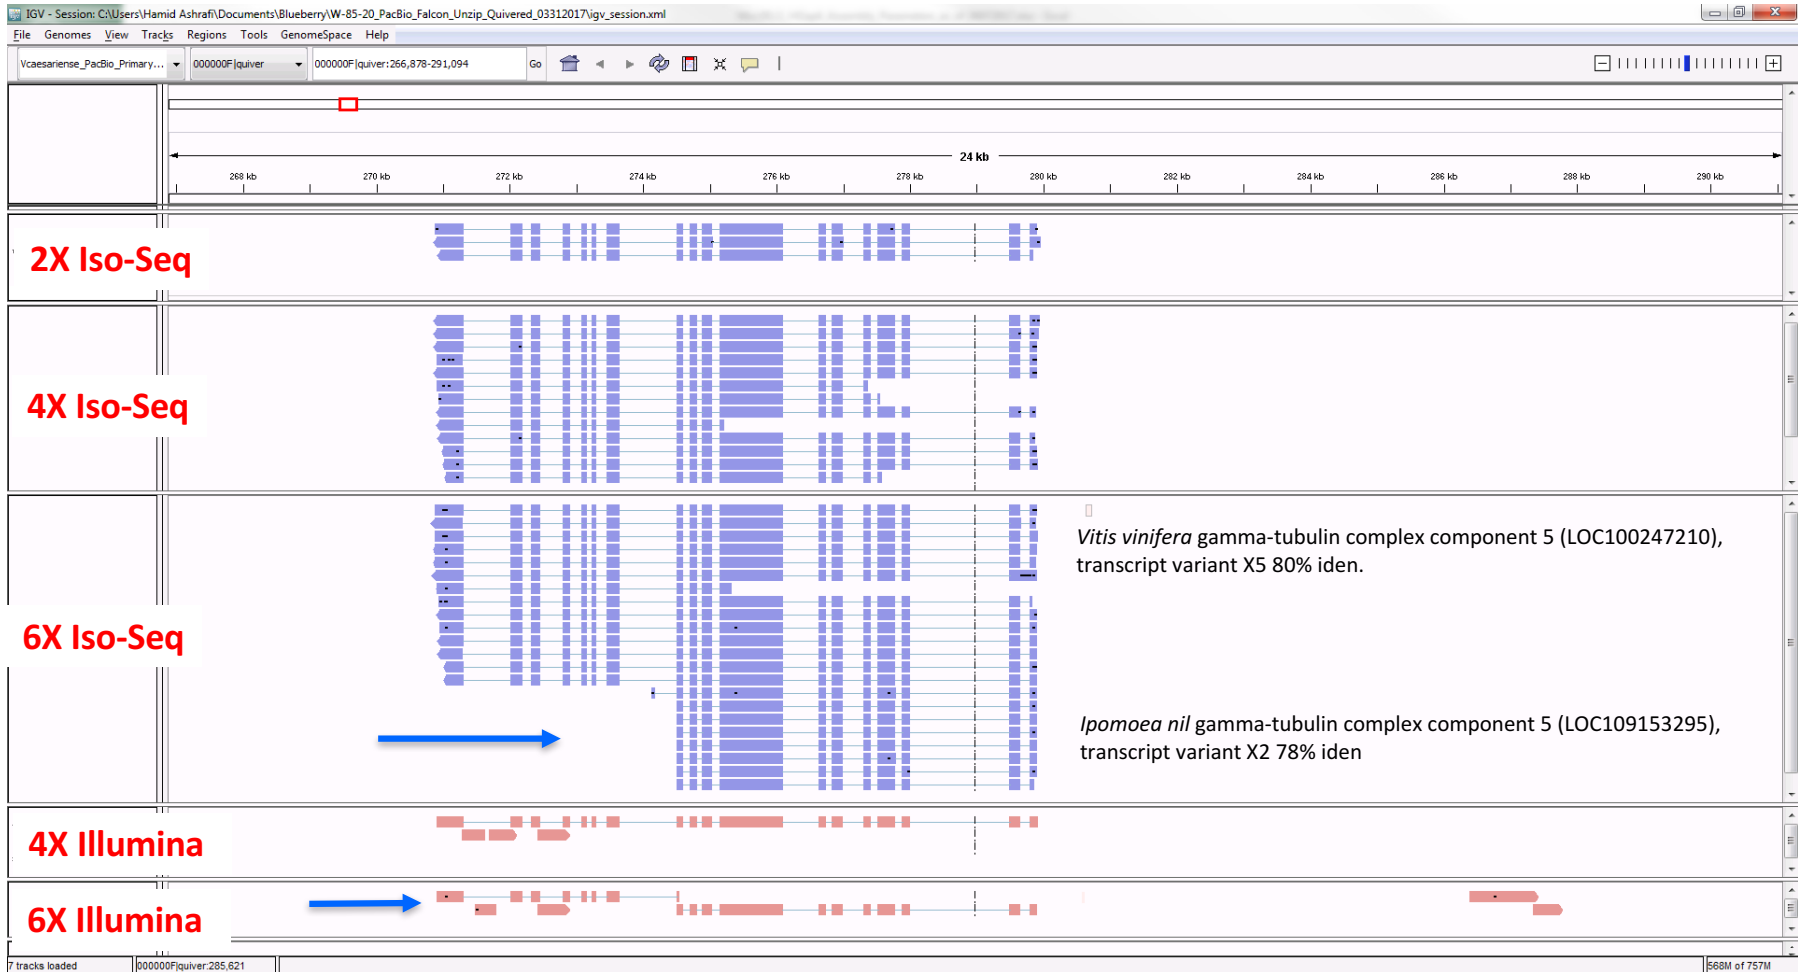 IGV - Session: C:\Users\Hamid Ashrafi\Documents\Blueberry\W-85-20_PacBio_Falcon_Unzip_Quivered_03312017\igv_session.xml
File Genomes View Tracks Regions Tools GenomeSpace Help
Vcaesariense_PacBio_Primary... 000000F|quiver 000000F|quiver:266,878-291,094 Go
24 kb
268 kb 270 kb 272 kb 274 kb 276 kb 278 kb 280 kb 282 kb 284 kb 286 kb 288 kb 290 kb
2X Iso-Seq
4X Iso-Seq
6X Iso-Seq
Vitis vinifera gamma-tubulin complex component 5 (LOC100247210),
transcript variant X5 80% iden.
Ipomoea nil gamma-tubulin complex component 5 (LOC109153295),
transcript variant X2 78% iden
4X Illumina
6X Illumina
7 tracks loaded 000000F|quiver:285,621 568M of 757M